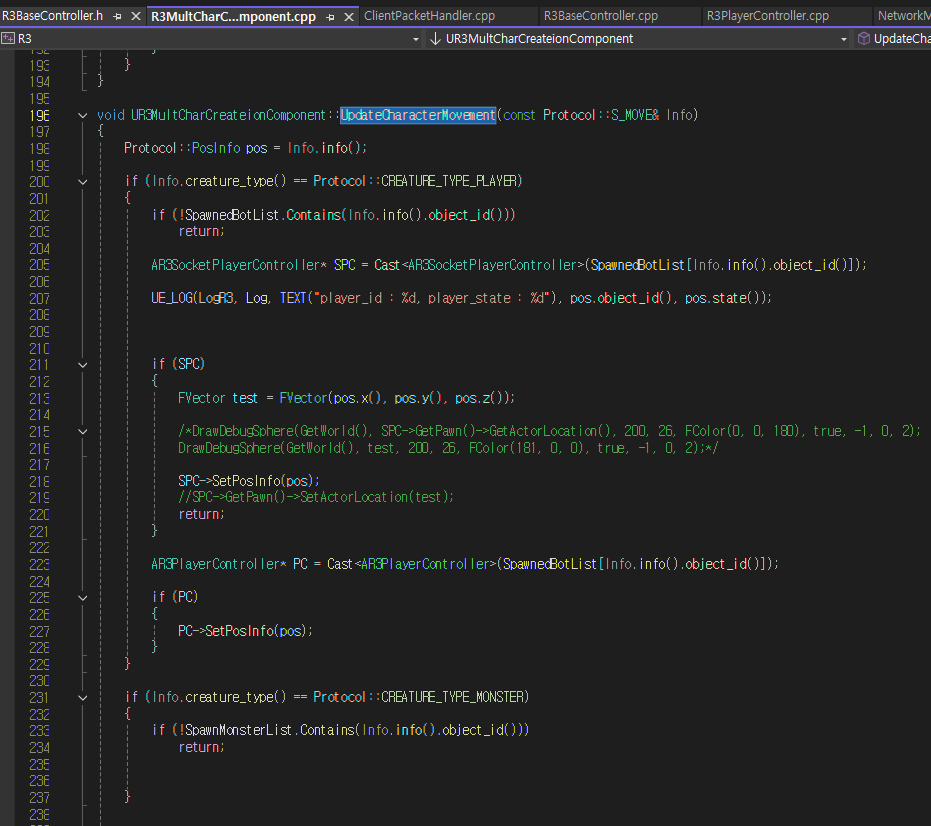 R3BaseController.h
R3MultCharC...mponent.cpp
ClientPacketHandler.cpp
R3BaseController.cpp
R3PlayerController.cpp
NetworkM
R3
UR3MultCharCreateionComponent
UpdateCha
193 }
194 }
195
196 void UR3MultCharCreateionComponent::UpdateCharacterMovement(const Protocol::S_MOVE& Info)
197 {
198 Protocol::PosInfo pos = Info.info();
199
200 if (Info.creature_type() == Protocol::CREATURE_TYPE_PLAYER)
201 {
202 if (!SpawnedBotList.Contains(Info.info().object_id()))
203 return;
204
205 AR3SocketPlayerController* SPC = Cast<AR3SocketPlayerController>(SpawnedBotList[Info.info().object_id()]);
206
207 UE_LOG(LogR3, Log, TEXT("player_id : %d, player_state : %d"), pos.object_id(), pos.state());
208
209
210
211 if (SPC)
212 {
213 FVector test = FVector(pos.x(), pos.y(), pos.z());
214
215 /*DrawDebugSphere(GetWorld(), SPC->GetPawn()->GetActorLocation(), 200, 26, FColor(0, 0, 180), true, -1, 0, 2);
216 DrawDebugSphere(GetWorld(), test, 200, 26, FColor(181, 0, 0), true, -1, 0, 2);*/
217
218 SPC->SetPosInfo(pos);
219 //SPC->GetPawn()->SetActorLocation(test);
220 return;
221 }
222
223 AR3PlayerController* PC = Cast<AR3PlayerController>(SpawnedBotList[Info.info().object_id()]);
224
225 if (PC)
226 {
227 PC->SetPosInfo(pos);
228 }
229 }
230
231 if (Info.creature_type() == Protocol::CREATURE_TYPE_MONSTER)
232 {
233 if (!SpawnMonsterList.Contains(Info.info().object_id()))
234 return;
235
236
237 }
238